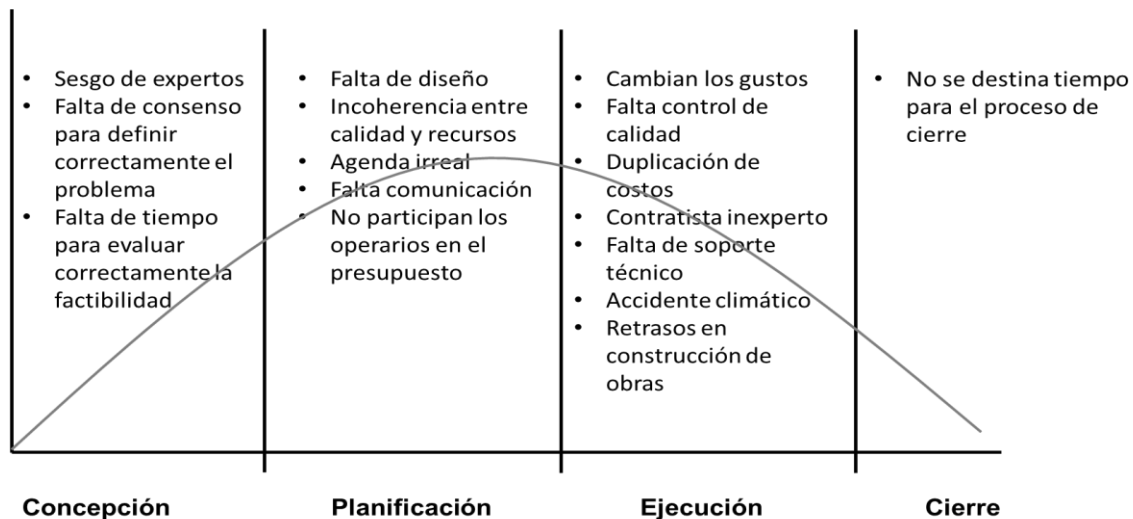 • Sesgo de expertos
• Falta de consenso
para definir
correctamente el
problema
• Falta de tiempo
para evaluar
correctamente la
factibilidad
• Falta de diseño
• Incoherencia entre
calidad y recursos
• Agenda irreal
• Falta comunicación
• No participan los
operarios en el
presupuesto
• Cambian los gustos
• Falta control de
calidad
• Duplicación de
costos
• Contratista inexperto
• Falta de soporte
técnico
• Accidente climático
• Retrasos en
construcción de
obras
• No se destina tiempo
para el proceso de
cierre
Concepción
Planificación
Ejecución
Cierre